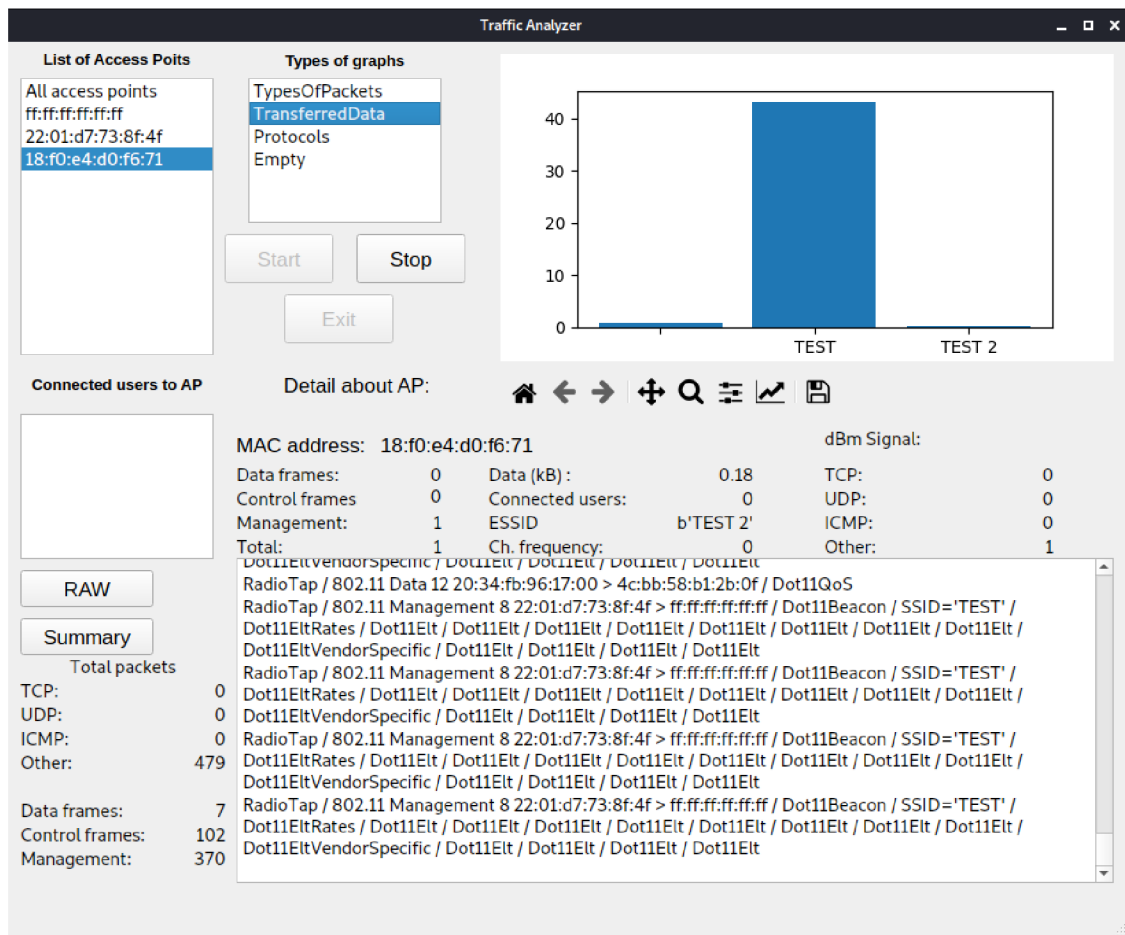 Traffic Analyzer
List of Access Poits
All access points
ff:ff:ff:ff:ff:ff
22:01:d7:73:8f:4f
18:f0:e4:d0:f6:71
Types of graphs
TypesOfPackets
TransferredData
Protocols
Empty
Start
Stop
Exit
40
30
20
10
0
TEST
TEST 2
Connected users to AP
Detail about AP:
MAC address: 18:f0:e4:d0:f6:71
dBm Signal:
Data frames: 0 Data (kB) : 0.18 TCP: 0
Control frames 0 Connected users: 0 UDP: 0
Management: 1 ESSID b'TEST 2' ICMP: 0
Total: 1 Ch. frequency: 0 Other: 1
RAW
Summary
Total packets
TCP: 0
UDP: 0
ICMP: 0
Other: 479
Data frames: 7
Control frames: 102
Management: 370
Dot11EltVendorSpecific / Dot11Elt / Dot11Elt / Dot11Elt / Dot11Elt
RadioTap / 802.11 Data 12 20:34:fb:96:17:00 > 4c:bb:58:b1:2b:0f / Dot11QoS
RadioTap / 802.11 Management 8 22:01:d7:73:8f:4f > ff:ff:ff:ff:ff:ff / Dot11Beacon / SSID='TEST' /
Dot11EltRates / Dot11Elt / Dot11Elt / Dot11Elt / Dot11Elt / Dot11Elt / Dot11Elt / Dot11Elt / Dot11Elt /
Dot11EltVendorSpecific / Dot11Elt / Dot11Elt / Dot11Elt / Dot11Elt
RadioTap / 802.11 Management 8 22:01:d7:73:8f:4f > ff:ff:ff:ff:ff:ff / Dot11Beacon / SSID='TEST' /
Dot11EltRates / Dot11Elt / Dot11Elt / Dot11Elt / Dot11Elt / Dot11Elt / Dot11Elt / Dot11Elt / Dot11Elt /
Dot11EltVendorSpecific / Dot11Elt / Dot11Elt / Dot11Elt / Dot11Elt
RadioTap / 802.11 Management 8 22:01:d7:73:8f:4f > ff:ff:ff:ff:ff:ff / Dot11Beacon / SSID='TEST' /
Dot11EltRates / Dot11Elt / Dot11Elt / Dot11Elt / Dot11Elt / Dot11Elt / Dot11Elt / Dot11Elt / Dot11Elt /
Dot11EltVendorSpecific / Dot11Elt / Dot11Elt / Dot11Elt / Dot11Elt
RadioTap / 802.11 Management 8 22:01:d7:73:8f:4f > ff:ff:ff:ff:ff:ff / Dot11Beacon / SSID='TEST' /
Dot11EltRates / Dot11Elt / Dot11Elt / Dot11Elt / Dot11Elt / Dot11Elt / Dot11Elt / Dot11Elt / Dot11Elt /
Dot11EltVendorSpecific / Dot11Elt / Dot11Elt / Dot11Elt / Dot11Elt